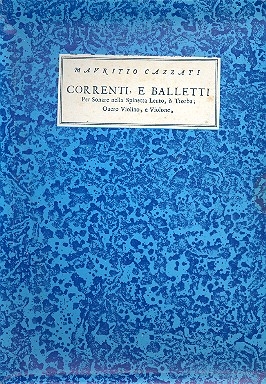 MAVRITIO CAZZATI
CORRENTI, E BALLETTI
Per Sonare nella Spinetta Leuto, ò Tiorba;
Ouero Violino, e Violone,